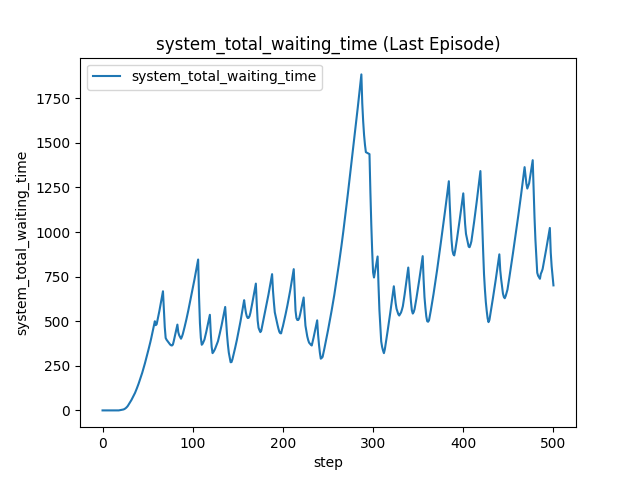 system_total_waiting_time (Last Episode)
system_total_waiting_time
system_total_waiting_time
1750
1500
1250
1000
750
500
250
0
0 100 200 300 400 500
step